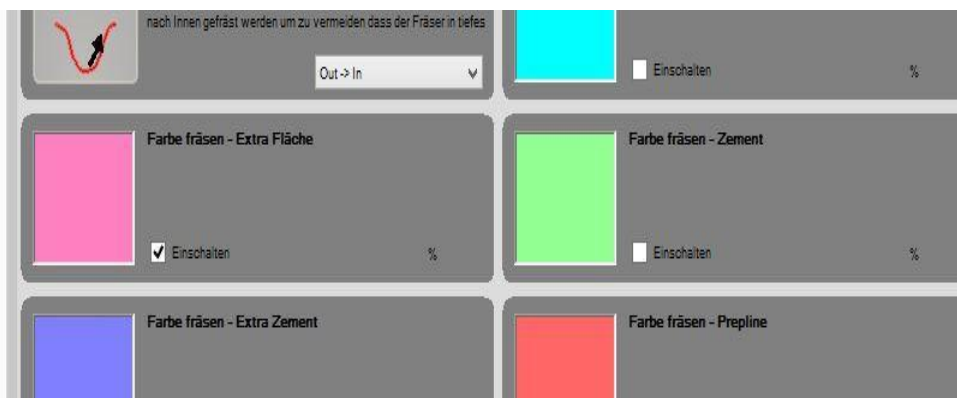 nach Innen gefräst werden um zu vermeiden dass der Fräser in tiefes
Out -> In
Einschalten %
Farbe fräsen - Extra Fläche
Einschalten %
Farbe fräsen - Zement
Einschalten %
Farbe fräsen - Extra Zement
Farbe fräsen - Prepline